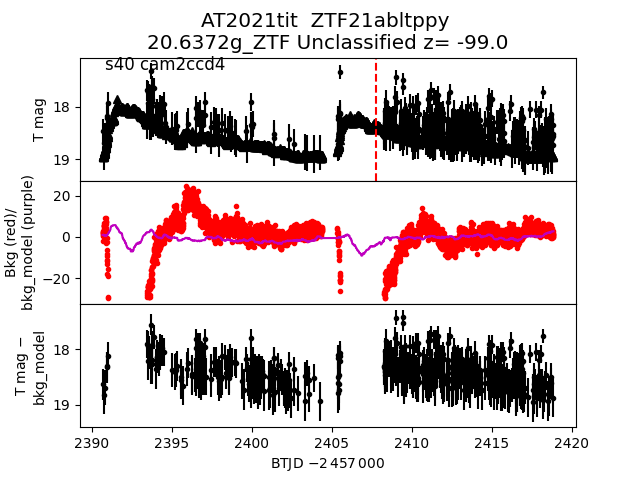 AT2021tit ZTF21abltppy
20.6372g_ZTF Unclassified z= -99.0
s40 cam2ccd4
T mag
18
19
Bkg (red)/
bkg_model (purple)
20
0
−20
T mag −
bkg_model
18
19
2390 2395 2400 2405 2410 2415 2420
BTJD −2 457 000